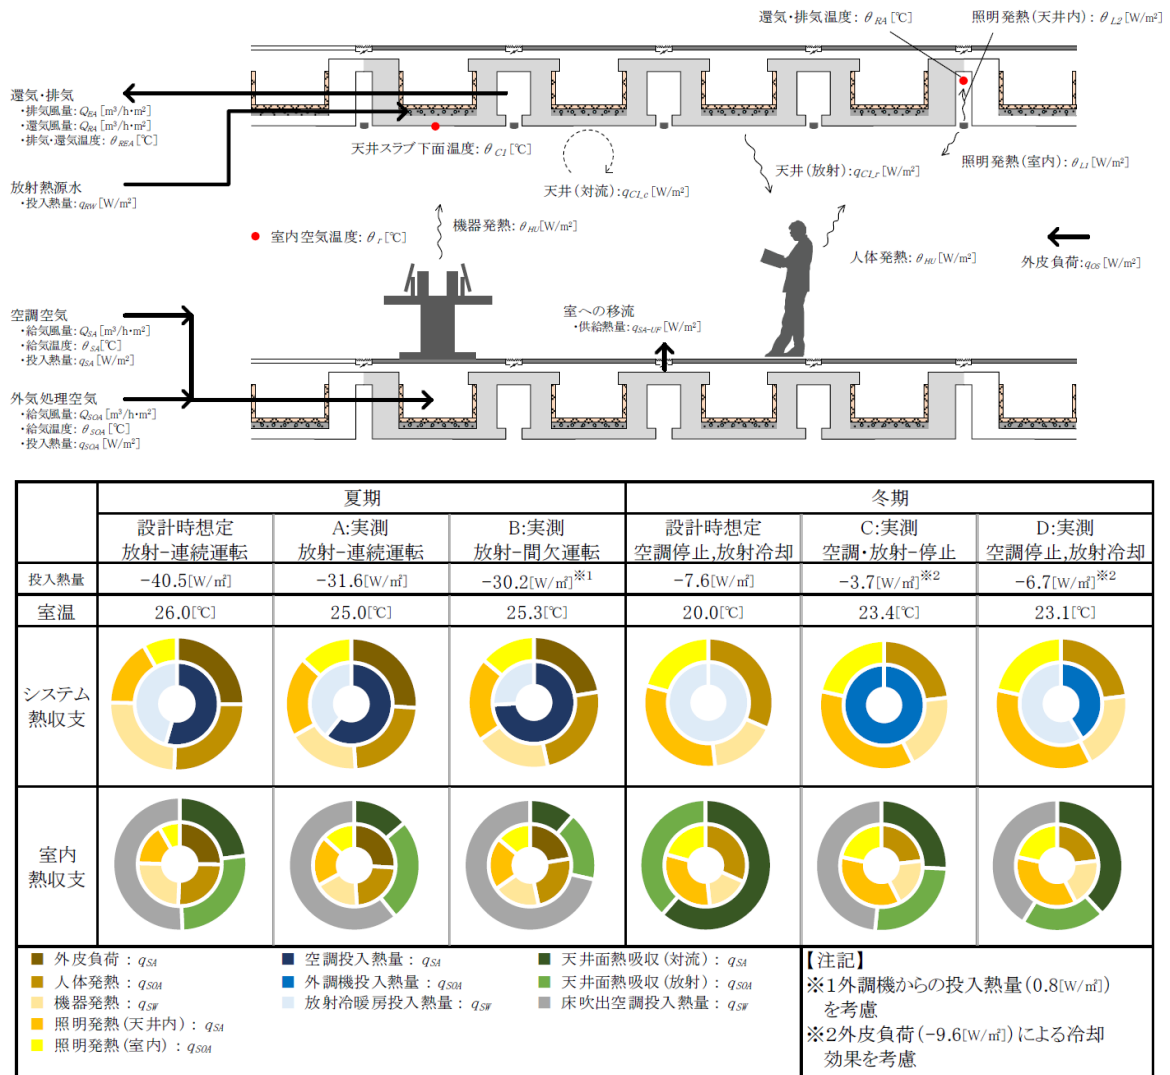 還気・排気温度: θRA[℃]
照明発熱(天井内): θL2[W/m²]
還気・排気
・排気風量: QEA[m³/h・m²]
・還気風量: QRA[m³/h・m²]
・排気・還気温度: θREA[℃]
天井スラブ下面温度: θC1[℃]
天井(対流): qC1_c[W/m²]
天井(放射): qC1_r[W/m²]
照明発熱(室内): θL1[W/m²]
放射熱源水
・投入熱量: qRW[W/m²]
室内空気温度: θr[℃]
機器発熱: θHU[W/m²]
人体発熱: θHU[W/m²]
外皮負荷: qOS[W/m²]
室への移流
・供給熱量: qSA-UF[W/m²]
空調空気
・給気風量: QSA[m³/h・m²]
・給気温度: θSA[℃]
・投入熱量: qSA[W/m²]
外気処理空気
・給気風量: QSOA[m³/h・m²]
・給気温度: θSOA[℃]
・投入熱量: qSOA[W/m²]
夏期 冬期
設計時想定 A:実測 B:実測 設計時想定 C:実測 D:実測
放射-連続運転 放射-連続運転 放射-間欠運転 空調停止,放射冷却 空調・放射-停止 空調停止,放射冷却
投入熱量 -40.5[W/㎡] -31.6[W/㎡] -30.2[W/㎡]※1 -7.6[W/㎡] -3.7[W/㎡]※2 -6.7[W/㎡]※2
室温 26.0[℃] 25.0[℃] 25.3[℃] 20.0[℃] 23.4[℃] 23.1[℃]
システム
熱収支
室内
熱収支
外皮負荷 : qSA
人体発熱 : qSOA
機器発熱 : qSW
照明発熱(天井内) : qSA
照明発熱(室内) : qSOA
空調投入熱量 : qSA
外調機投入熱量 : qSOA
放射冷暖房投入熱量 : qSW
天井面熱吸収(対流) : qSA
天井面熱吸収(放射) : qSOA
床吹出空調投入熱量 : qSW
【注記】
※1外調機からの投入熱量(0.8[W/㎡])
を考慮
※2外皮負荷(-9.6[W/㎡])による冷却
効果を考慮